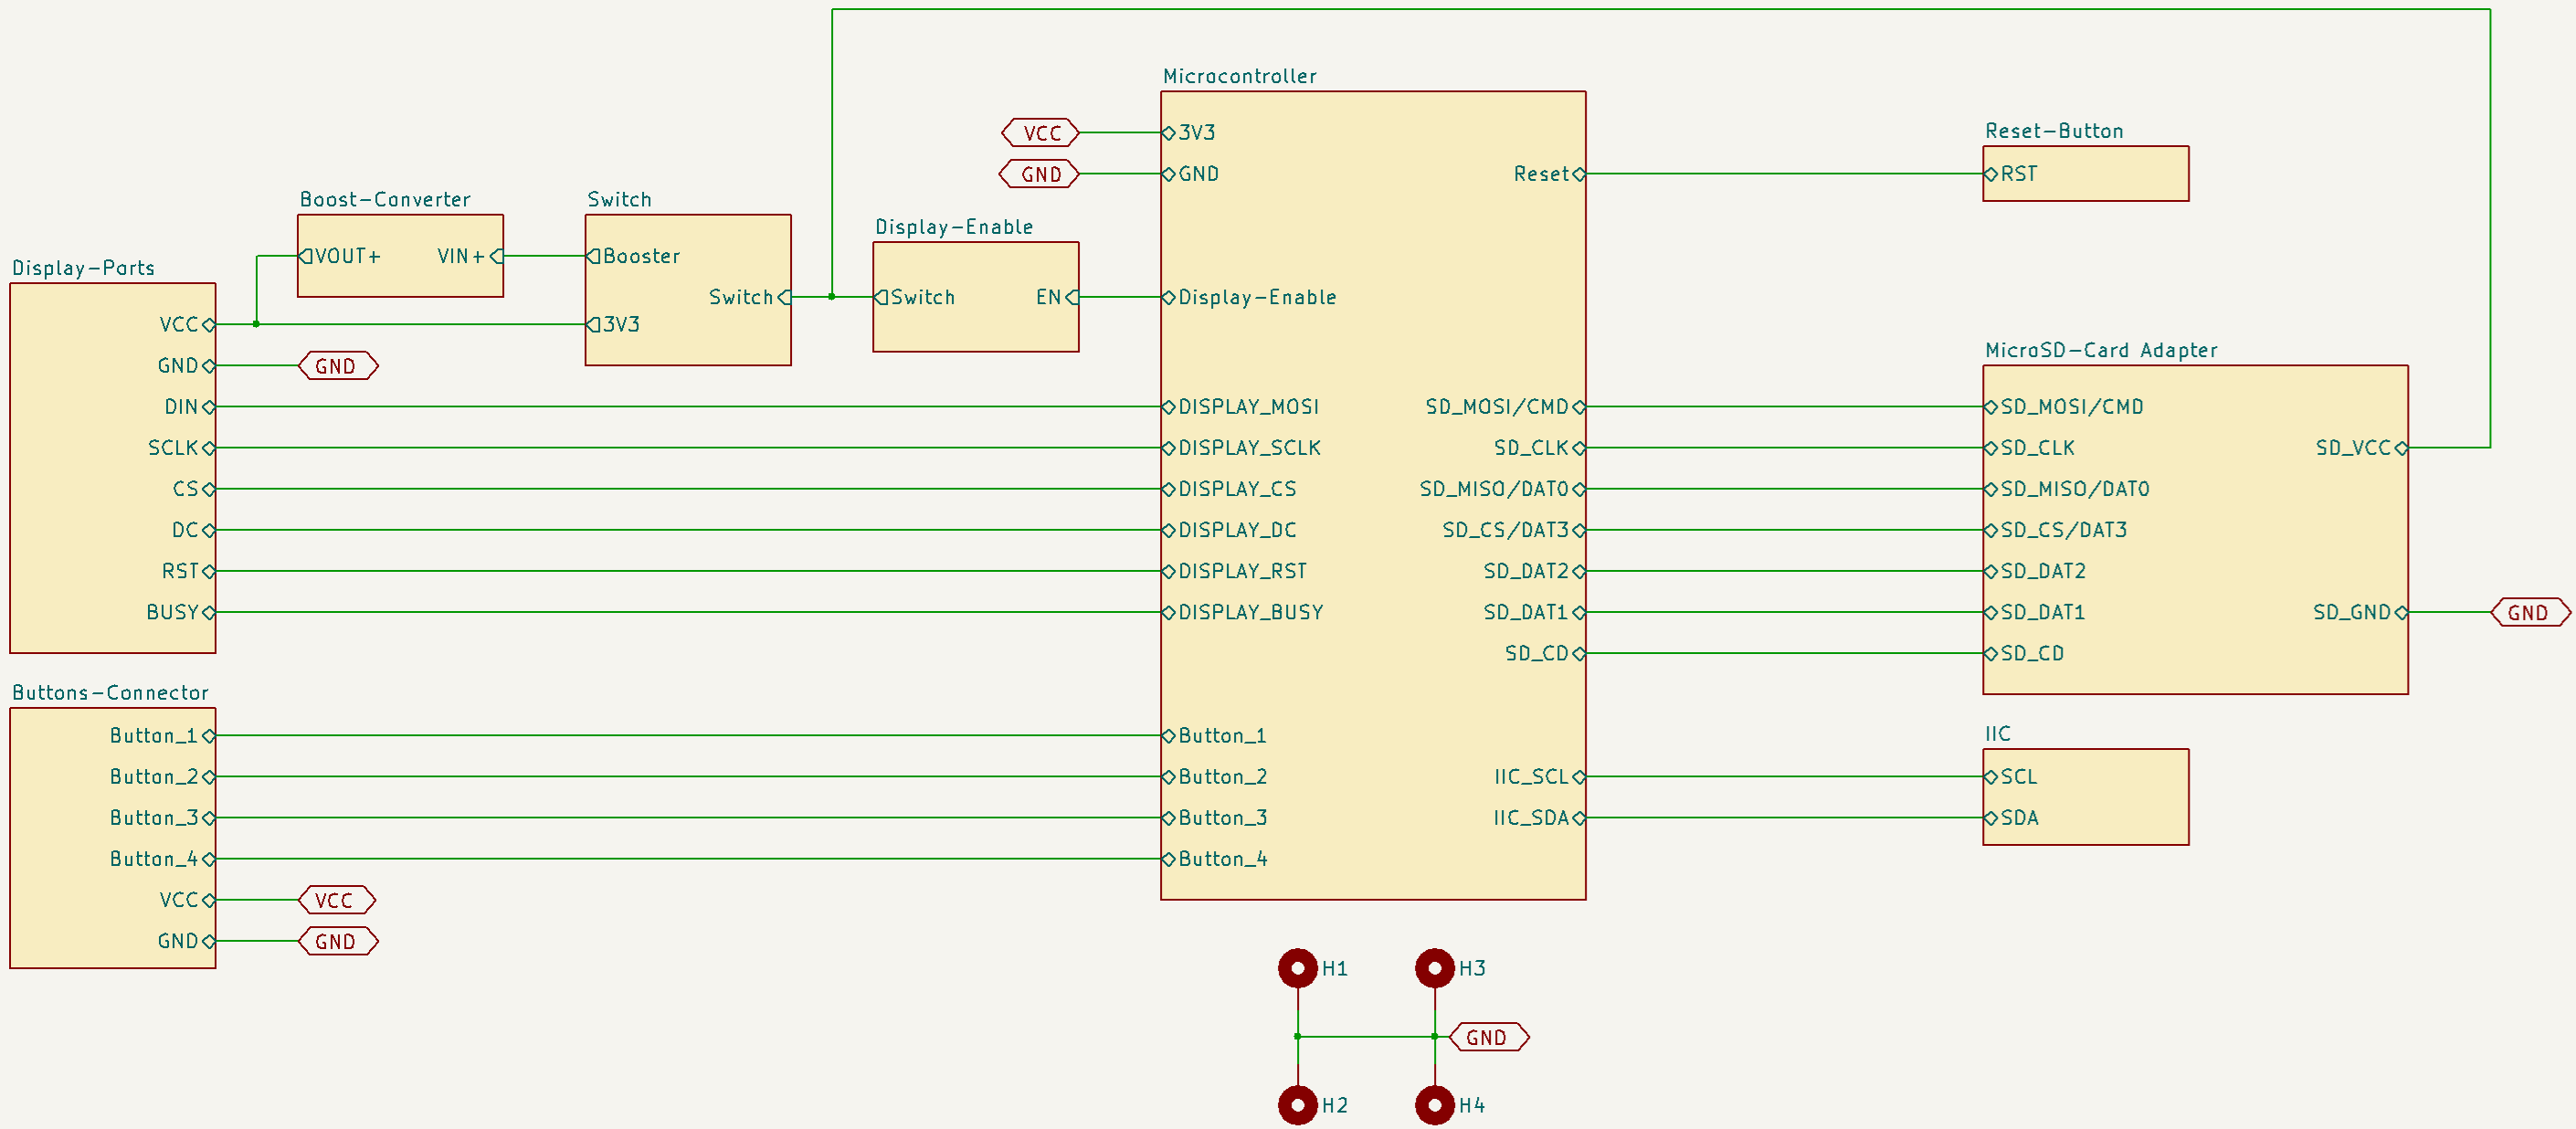 Microcontroller
VCC
3V3
GND
GND
Reset
Display-Enable
DISPLAY_MOSI
DISPLAY_SCLK
DISPLAY_CS
DISPLAY_DC
DISPLAY_RST
DISPLAY_BUSY
SD_MOSI/CMD
SD_CLK
SD_MISO/DAT0
SD_CS/DAT3
SD_DAT2
SD_DAT1
SD_CD
Button_1
Button_2
Button_3
Button_4
IIC_SCL
IIC_SDA
Reset-Button
RST
Boost-Converter
VOUT+
VIN+
Switch
Booster
Switch
3V3
Display-Enable
Switch
EN
Display-Parts
VCC
GND
GND
DIN
SCLK
CS
DC
RST
BUSY
MicroSD-Card Adapter
SD_MOSI/CMD
SD_CLK
SD_VCC
SD_MISO/DAT0
SD_CS/DAT3
SD_DAT2
SD_DAT1
SD_GND
GND
SD_CD
Buttons-Connector
Button_1
Button_2
Button_3
Button_4
VCC
VCC
GND
GND
IIC
SCL
SDA
H1
H3
GND
H2
H4